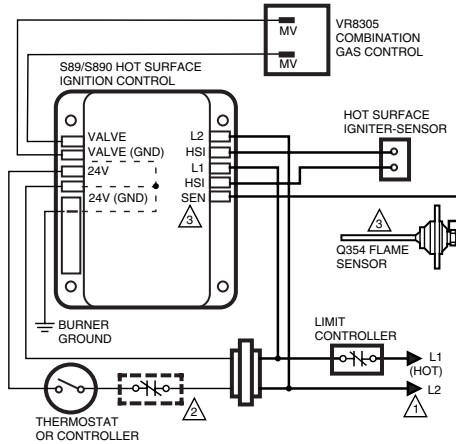 MV
MV
VR8305
COMBINATION
GAS CONTROL
S89/S890 HOT SURFACE
IGNITION CONTROL
VALVE
VALVE (GND)
24V
24V (GND)
L2
HSI
L1
HSI
SEN
3
HOT SURFACE
IGNITER-SENSOR
3
Q354 FLAME
SENSOR
BURNER
GROUND
LIMIT
CONTROLLER
L1
(HOT)
L2
1
2
THERMOSTAT
OR CONTROLLER